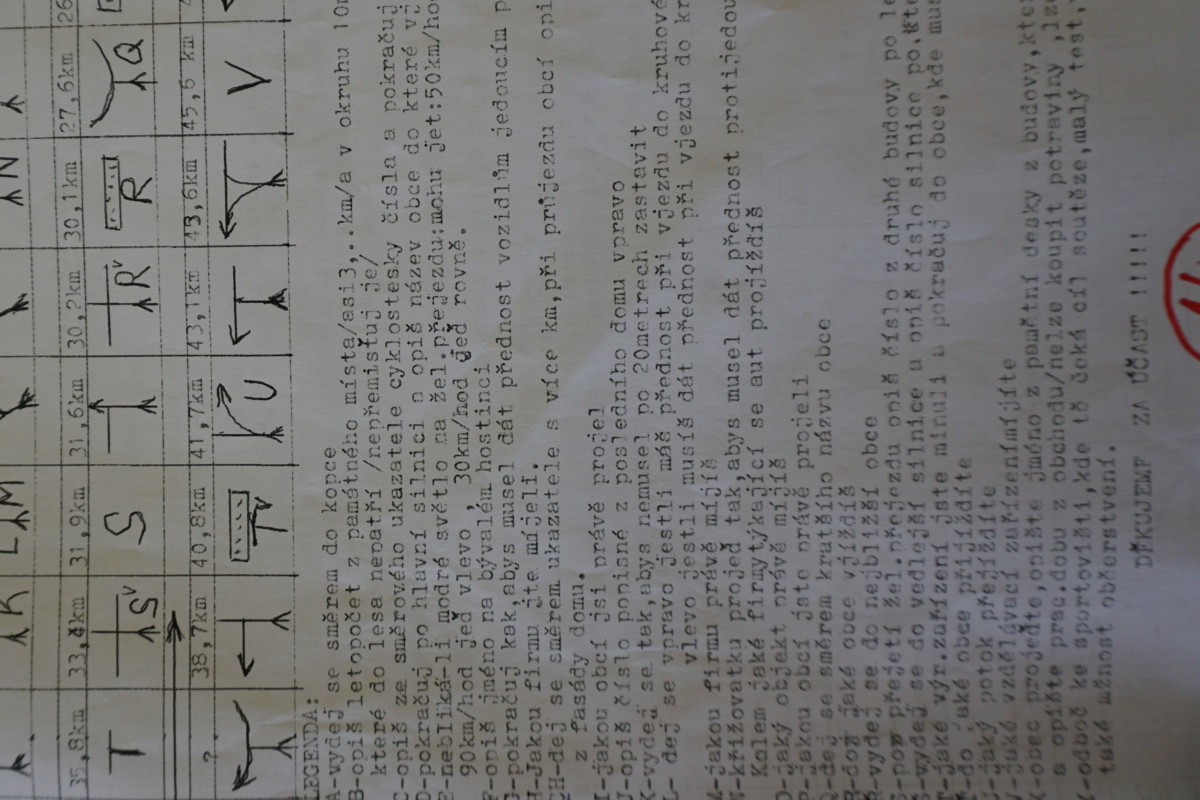 K L M N
35,8km 33,4km 31,9km 31,6km 30,2km 30,1km 27,6km 26
T S S R R Q
? 38,7km 40,8km 41,7km 43,1km 43,6km 45,5 km
T U V
LEGENDA:
A-vydej se směrem do kopce
B-opiš letopočet z památného místa/asi3,..km/a v okruhu 10m
které do lesa nepatří /nepřemistuj je/
C-opiš ze směrového ukazatele cyklostesky čísla a pokračuj
D-pokračuj po hlavní silnici a opiš název obce do které vj
E-nebliká-li modré světlo na žel.přejezdu:mohu jet:50km/hod
90km/hod jeď vlevo, 30km/hod jeď rovně.
F-opiš jméno na bývalém hostinci
G-pokračuj kak,abys musel dát přednost vozidlům jedoucím p
H-Jakou firmu jte míjeli.
CH-dej se směrem ukazatele s více km,při průjezdu obcí opi
z fasády domu.
I-jakou obcí jsi právě projel
J-opiš číslo popisné z posledního domu vpravo
K-vydej se tak,abys nemusel po 20metrech zastavit
L- dej se vpravo jestli máš přednost při vjezdu do kruhové
vlevo jestli musíš dát přednost při vjezdu do kr
M-jakou firmu právě míjíš
N-křižovatku projeď tak,abys musel dát přednost protijedou
Kolem jaké firmy týkající se aut projíždíš
O-jaký objekt právě míjíš
P-jakou obcí jste právě projeli
Q-dej se směrem kratšího názvu obce
R-do jaké obce vjíždíš
R-vydej se do nejbližší obce
S-po přejetí žel.přejezdu opiš číslo z druhé budovy po le
S-vydej se do vedlejší silnice a opiš číslo silnice po,kte
T-jaké výr.zařízení jste minuli a pokračuj do obce,kde mus
do jaké obce přijíždíte
U-jaký potok přejíždíte
V-jaké vzdělávací zařízení míjíte
obec projeďte,opište jméno z pamětní desky z budovy,kte
a opište prac.dobu z obchodu/nelze koupit potraviny ,lze
odboč ke sportovišti,kde tě čeká cíl soutěže,malý test,
také možnost občerstvení.
DĚKUJEME ZA ÚČAST !!!!!